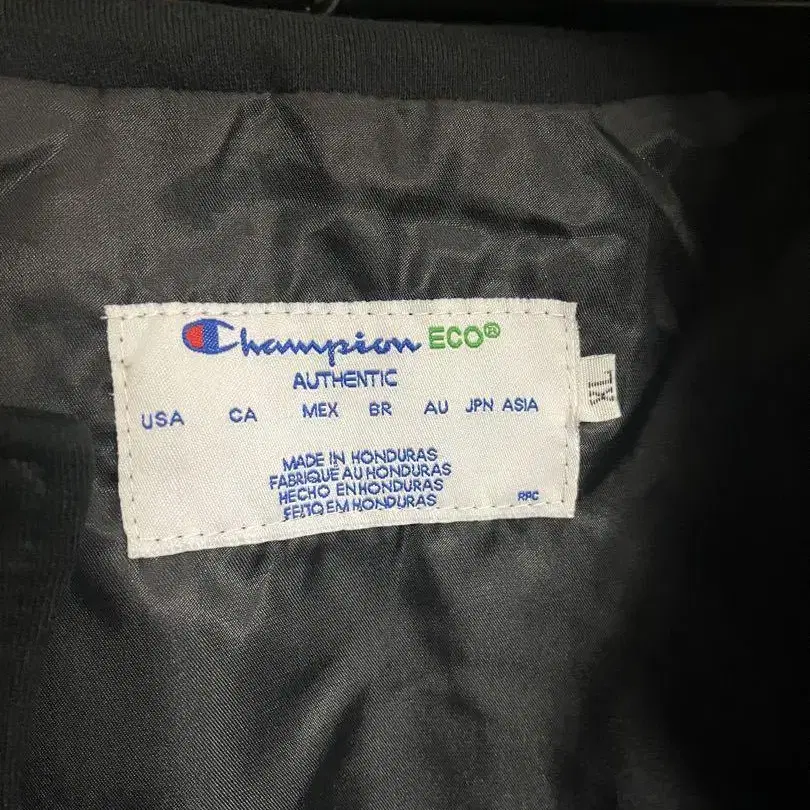 Champion ECO®
AUTHENTIC
USA CA MEX BR AU JPN ASIA
XL
MADE IN HONDURAS
FABRIQUÉ AU HONDURAS
HECHO EN HONDURAS
FEITO EM HONDURAS
RPC